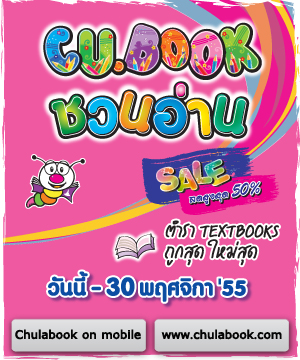 CU.BOOK
ชวนอ่าน
SALE
ลดสูงสุด 50%
ตำรา TEXTBOOKS
ถูกสุด ใหม่สุด
วันนี้ - 30 พฤศจิกา '55
Chulabook on mobile
www.chulabook.com